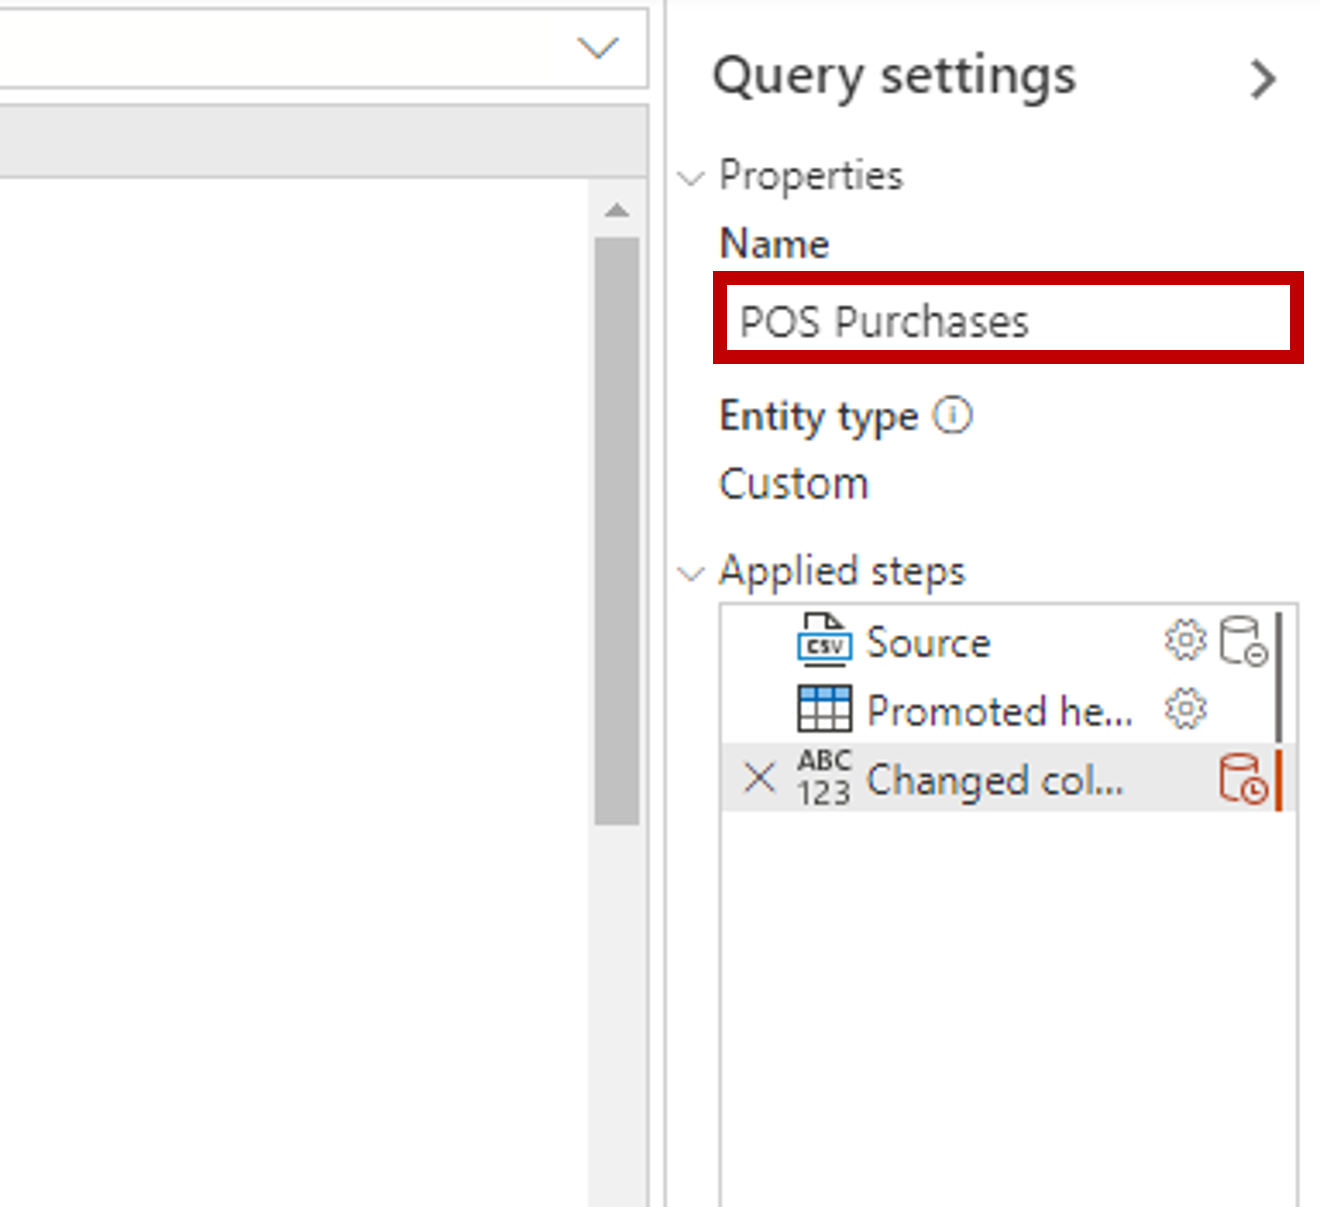 Query settings
Properties
Name
POS Purchases
Entity type
Custom
Applied steps
CSV Source
Promoted he...
ABC
123 Changed col...